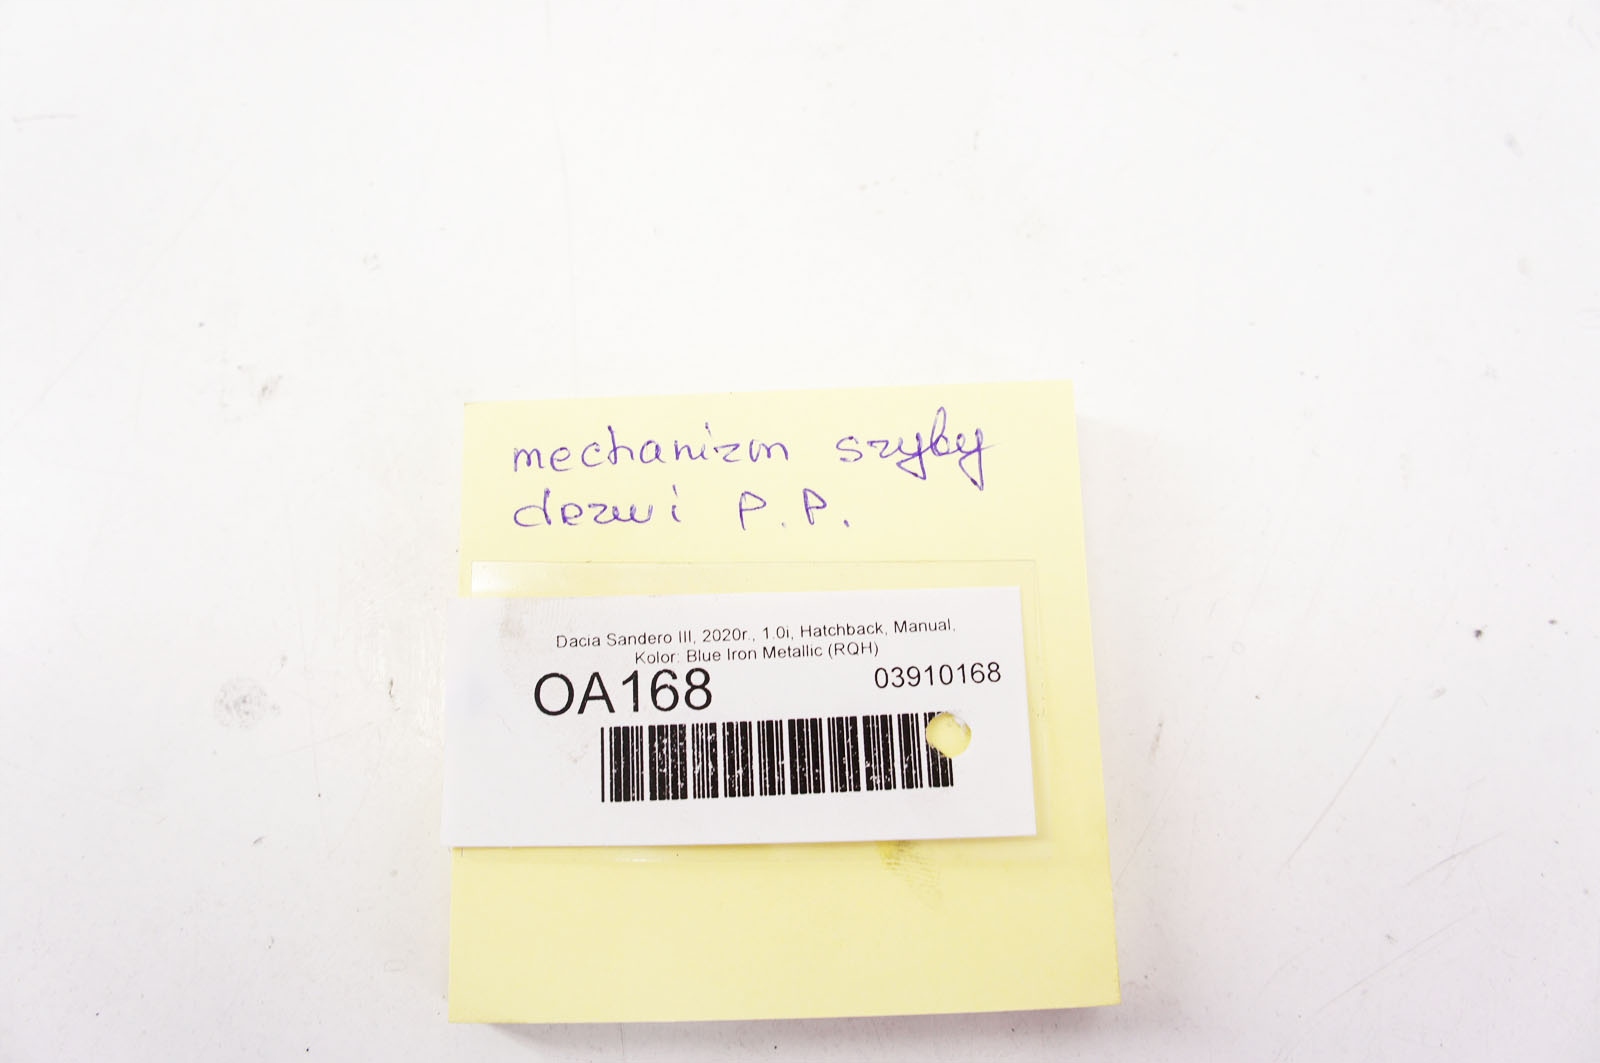 mechanizm szyby
drzwi P.P.
Dacia Sandero III, 2020r., 1.0i, Hatchback, Manual,
Kolor: Blue Iron Metallic (RQH)
OA168 03910168